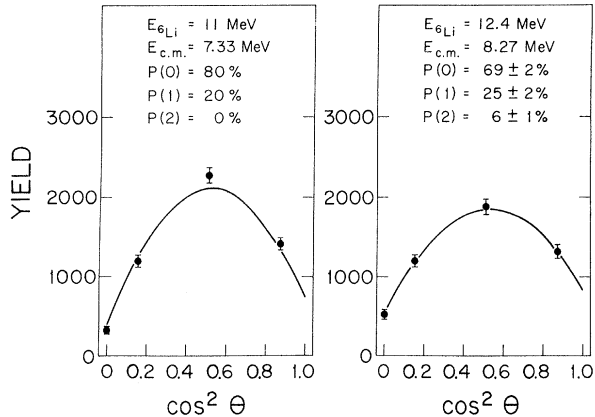 E₆Li = 11 MeV
E c.m. = 7.33 MeV
P(0) = 80%
P(1) = 20%
P(2) = 0%
E₆Li = 12.4 MeV
E c.m. = 8.27 MeV
P(0) = 69 ± 2%
P(1) = 25 ± 2%
P(2) = 6 ± 1%
YIELD
3000
2000
1000
0
3000
2000
1000
0
0 0.2 0.4 0.6 0.8 1.0
0 0.2 0.4 0.6 0.8 1.0
cos² θ
cos² θ